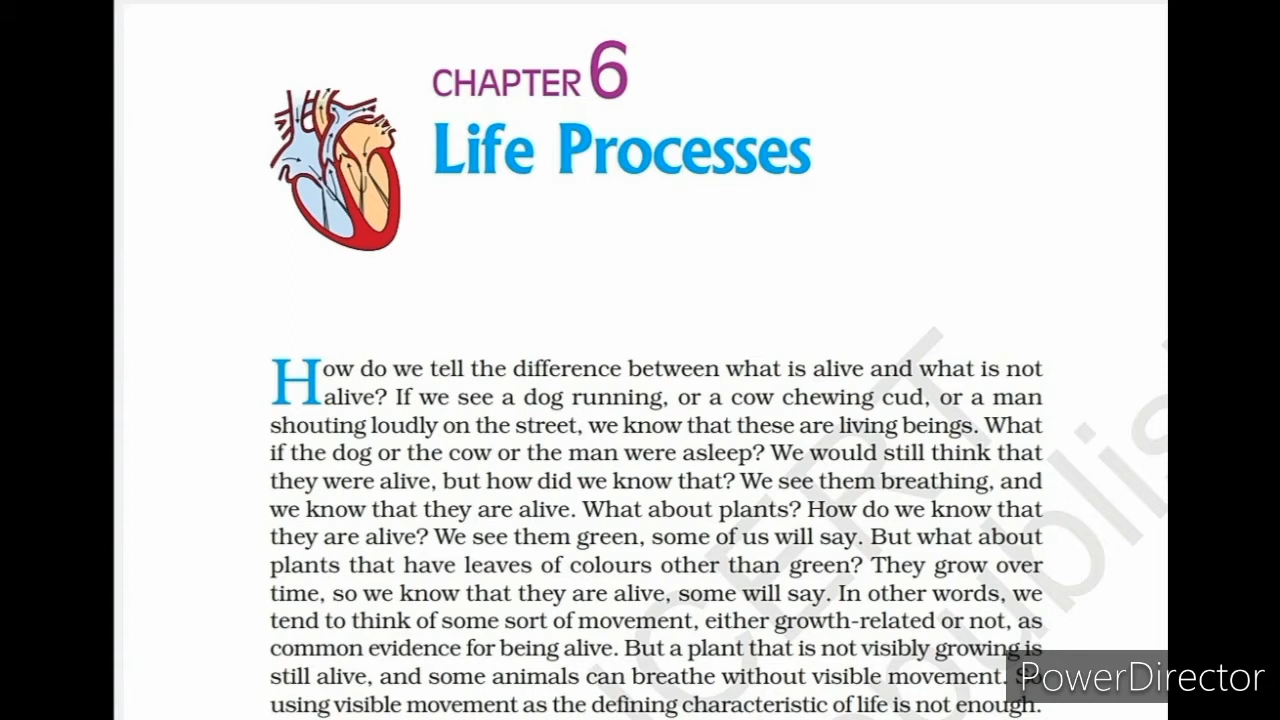 CHAPTER 6
Life Processes
How do we tell the difference between what is alive and what is not
alive? If we see a dog running, or a cow chewing cud, or a man
shouting loudly on the street, we know that these are living beings. What
if the dog or the cow or the man were asleep? We would still think that
they were alive, but how did we know that? We see them breathing, and
we know that they are alive. What about plants? How do we know that
they are alive? We see them green, some of us will say. But what about
plants that have leaves of colours other than green? They grow over
time, so we know that they are alive, some will say. In other words, we
tend to think of some sort of movement, either growth-related or not, as
common evidence for being alive. But a plant that is not visibly growing is
still alive, and some animals can breathe without visible movement. So
using visible movement as the defining characteristic of life is not enough.
PowerDirector